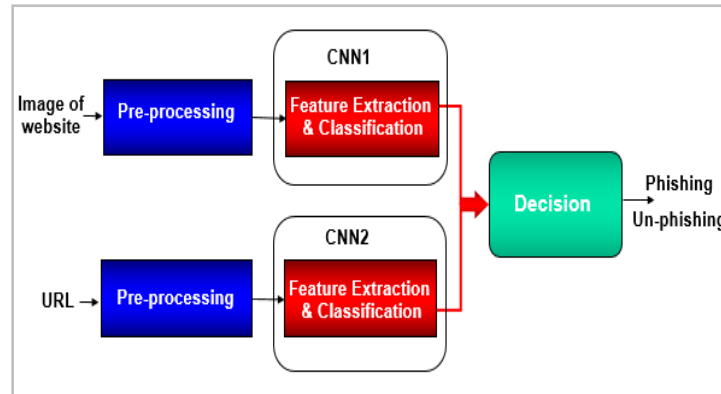 CNN1
Image of
website
Pre-processing
Feature Extraction
& Classification
Decision
Phishing
Un-phishing
CNN2
URL
Pre-processing
Feature Extraction
& Classification